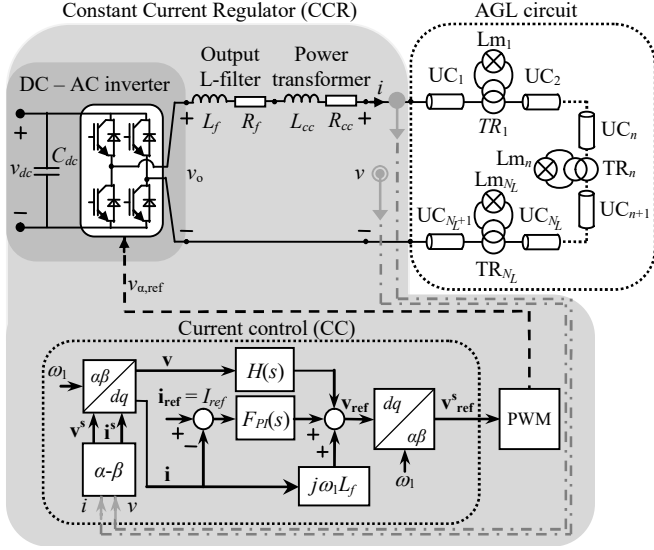 Constant Current Regulator (CCR)
AGL circuit
DC – AC inverter
Output
L-filter
Power
transformer
i
Lm1
UC1
UC2
TR1
Lf
Rf
Lcc
Rcc
+
+
+
vdc
Cdc
vo
v
UCn
Lmn
TRn
UCn+1
LmNL
UCNL+1
UCNL
TRNL
−
−
−
vα,ref
Current control (CC)
ω1
αβ
dq
v
H(s)
iref = Iref
FPI(s)
vref
dq
αβ
vsref
PWM
vs
is
+
−
+
+
α-β
i
jω1Lf
ω1
i
v